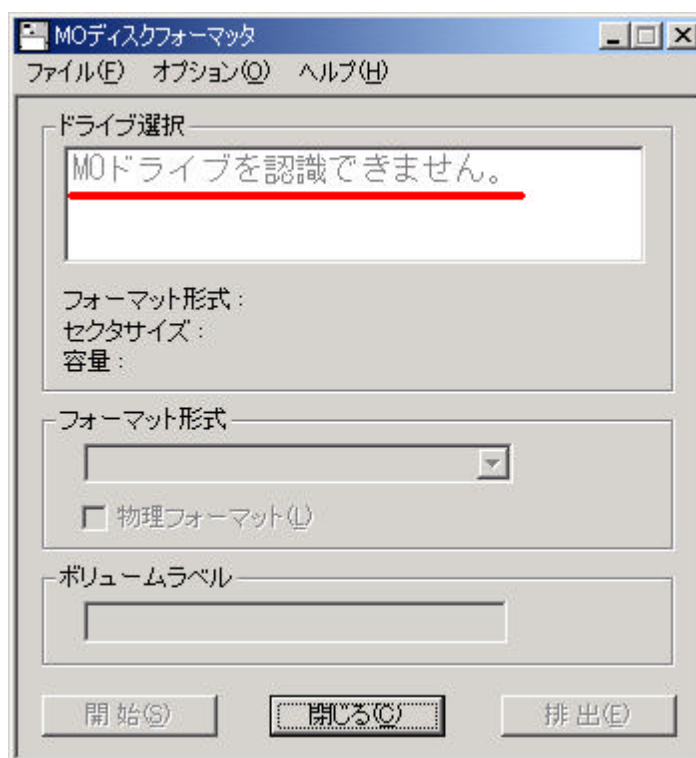 MOディスクフォーマッタ
ファイル(F) オプション(O) ヘルプ(H)
ドライブ選択
MOドライブを認識できません。
フォーマット形式:
セクタサイズ:
容量:
フォーマット形式
物理フォーマット(L)
ボリュームラベル
開始(S) 閉じる(C) 排出(E)